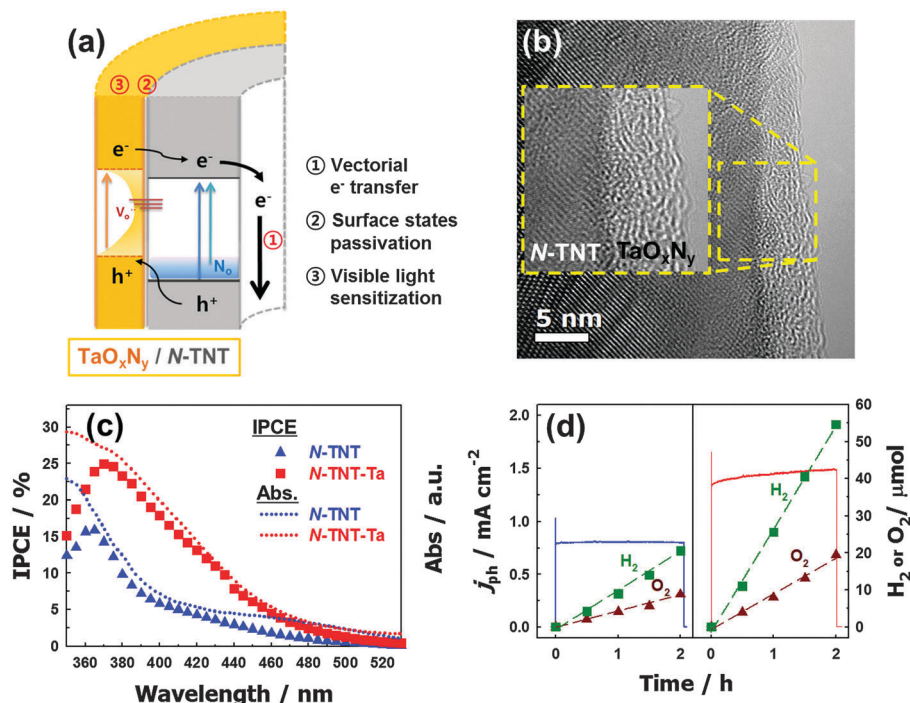 (a)
③ ②
e⁻
e⁻
e⁻
Vₒ¨
①
Nₒ
h⁺
h⁺
① Vectorial
e⁻ transfer
② Surface states
passivation
③ Visible light
sensitization
TaOₓNᵧ / N-TNT
(b)
N-TNT TaOₓNᵧ
5 nm
(c)
IPCE
N-TNT
N-TNT-Ta
Abs.
N-TNT
N-TNT-Ta
IPCE / %
30
25
20
15
10
5
0
360 380 400 420 440 460 480 500 520
Wavelength / nm
Abs / a.u.
(d)
jₚₕ / mA cm⁻²
2.0
1.5
1.0
0.5
0.0
H₂
O₂
H₂
O₂
0 1 2 0 1 2
Time / h
60
50
40
30
20
10
0
H₂ or O₂/ μmol